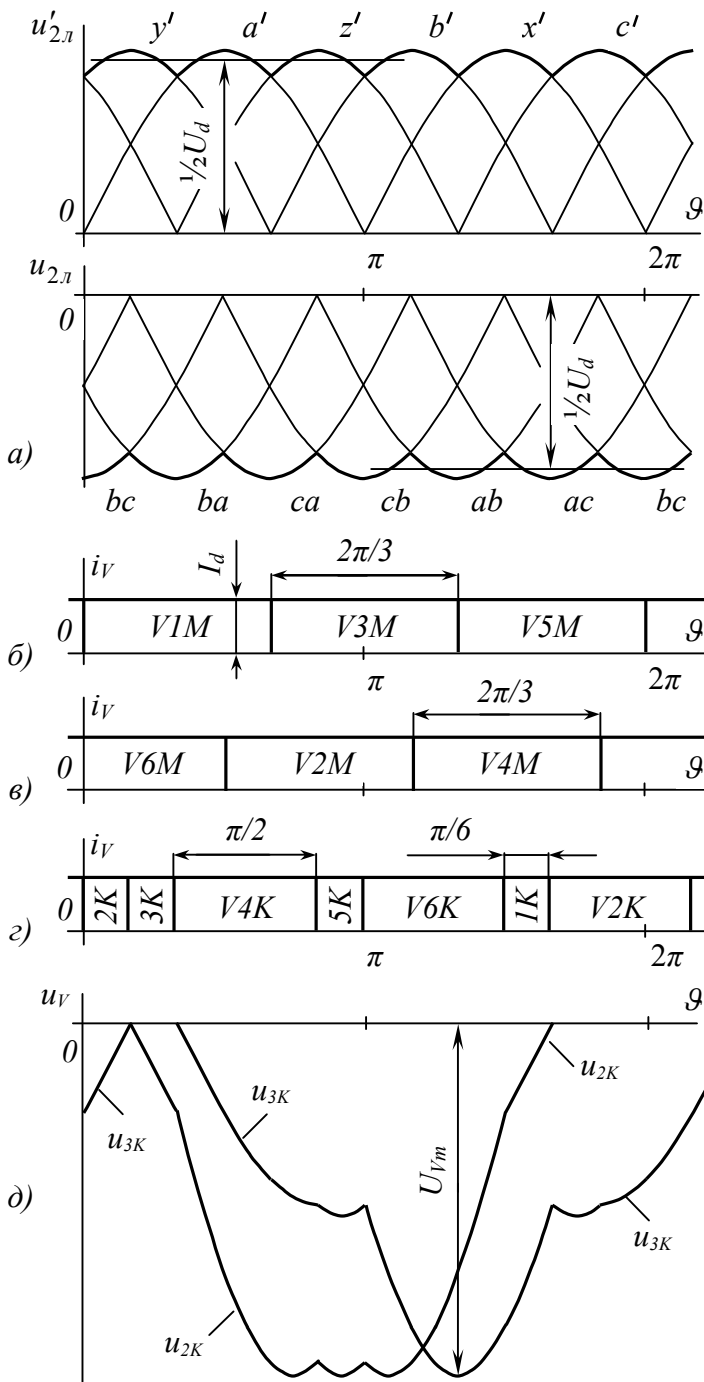 u′2л y′ a′ z′ b′ x′ c′
½Ud
0 ϑ
u2л π 2π
0
½Ud
а)
bc ba ca cb ab ac bc
iV Id 2π/3
0 V1M V3M V5M ϑ
б) π 2π
iV 2π/3
0 V6M V2M V4M ϑ
в)
iV π/2 π/6
0 2K 3K V4K 5K V6K 1K V2K
г) π 2π
uV ϑ
0
u2K
u3K
u3K
UVm
д)
u3K
u2K